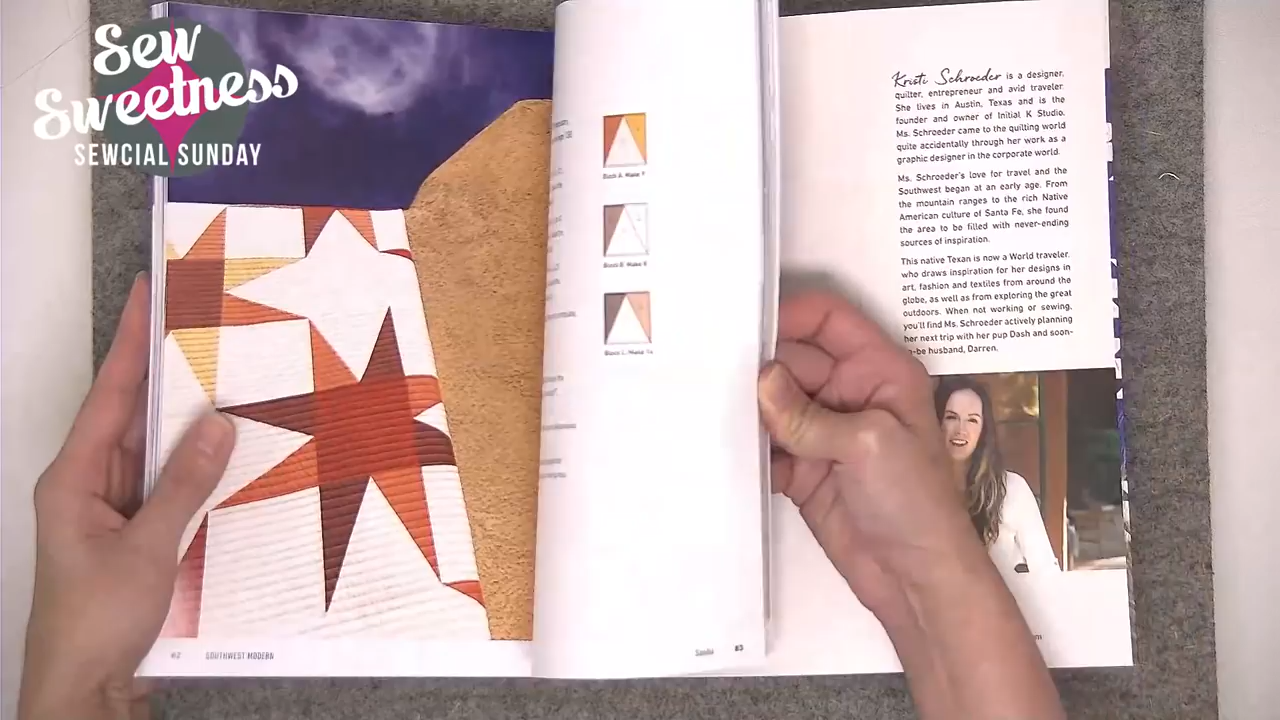 Sew
Sweetness
SEWCIAL SUNDAY
Block A: Make 7
Block B: Make 8
82 SOUTHWEST MODERN
83
Kristi Schroeder is a designer,
quilter, entrepreneur and avid traveler.
She lives in Austin, Texas and is the
founder and owner of Initial K Studio.
Ms. Schroeder came to the quilting world
quite accidentally through her work as a
graphic designer in the corporate world.
Ms. Schroeder's love for travel and the
Southwest began at an early age. From
the mountain ranges to the rich Native
American culture of Santa Fe, she found
the area to be filled with never-ending
sources of inspiration.
This native Texan is now a World traveler,
who draws inspiration for her designs in
art, fashion and textiles from around the
globe, as well as from exploring the great
outdoors. When not working or sewing,
you'll find Ms. Schroeder actively planning
her next trip with her pup Dash and soon-
-be husband, Darren.